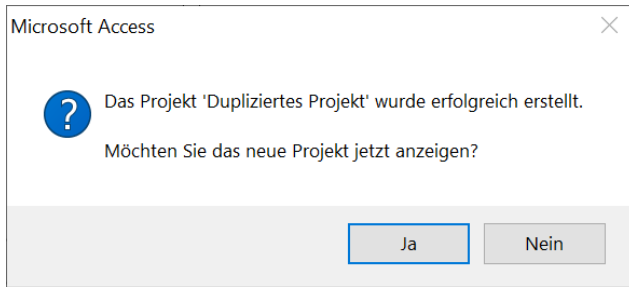 Microsoft Access
Das Projekt 'Dupliziertes Projekt' wurde erfolgreich erstellt.
Möchten Sie das neue Projekt jetzt anzeigen?
Ja
Nein